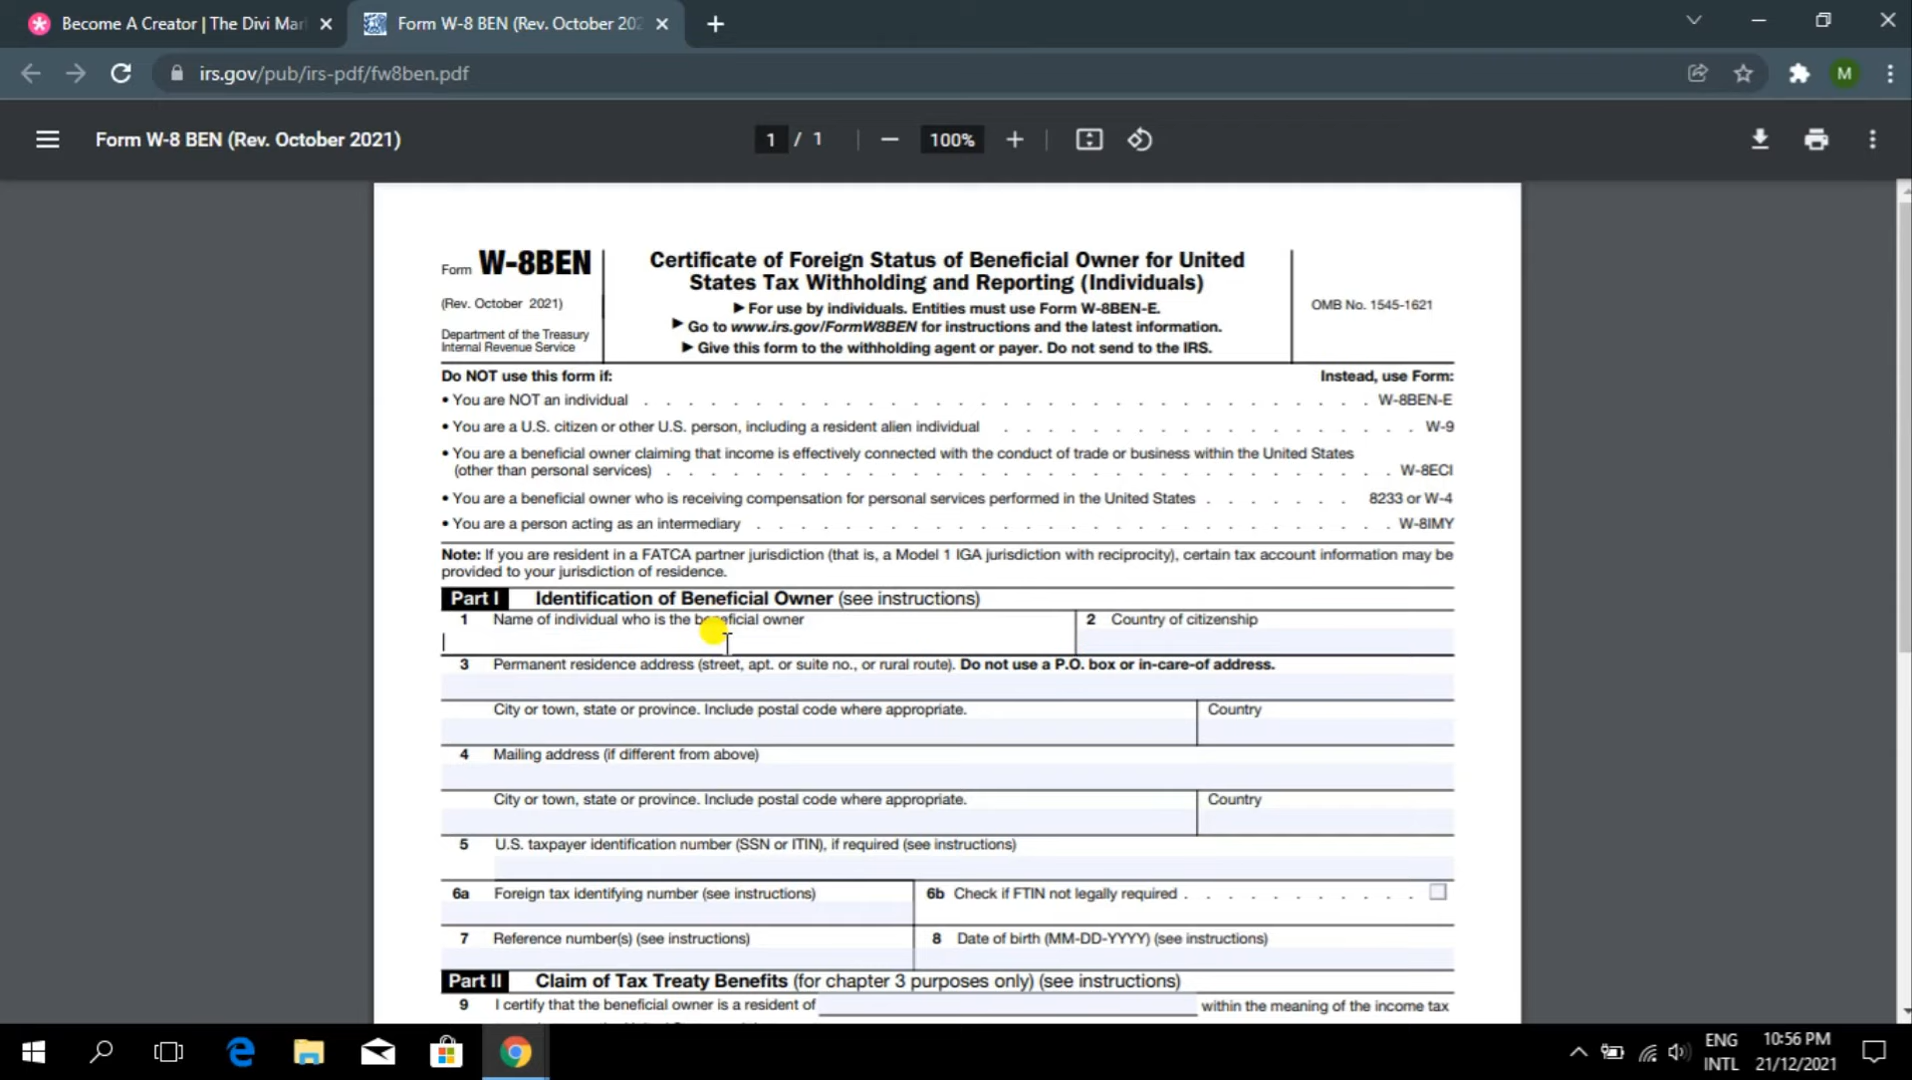 Become A Creator | The Divi Mar
Form W-8 BEN (Rev. October 202
irs.gov/pub/irs-pdf/fw8ben.pdf
M
Form W-8 BEN (Rev. October 2021)
1 / 1
100%
Form W-8BEN
(Rev. October 2021)
Department of the Treasury
Internal Revenue Service
Certificate of Foreign Status of Beneficial Owner for United
States Tax Withholding and Reporting (Individuals)
▶ For use by individuals. Entities must use Form W-8BEN-E.
▶ Go to www.irs.gov/FormW8BEN for instructions and the latest information.
▶ Give this form to the withholding agent or payer. Do not send to the IRS.
OMB No. 1545-1621
Do NOT use this form if: Instead, use Form:
• You are NOT an individual . . . . . . . . . . . . . . . . . . . . . . . . . . . . . . . . W-8BEN-E
• You are a U.S. citizen or other U.S. person, including a resident alien individual . . . . . . . . . . . . . . . . . . . W-9
• You are a beneficial owner claiming that income is effectively connected with the conduct of trade or business within the United States
(other than personal services) . . . . . . . . . . . . . . . . . . . . . . . . . . . . . . . . W-8ECI
• You are a beneficial owner who is receiving compensation for personal services performed in the United States . . . . . . . 8233 or W-4
• You are a person acting as an intermediary . . . . . . . . . . . . . . . . . . . . . . . . . . . . W-8IMY
Note: If you are resident in a FATCA partner jurisdiction (that is, a Model 1 IGA jurisdiction with reciprocity), certain tax account information may be
provided to your jurisdiction of residence.
Part I Identification of Beneficial Owner (see instructions)
1 Name of individual who is the beneficial owner
2 Country of citizenship
3 Permanent residence address (street, apt. or suite no., or rural route). Do not use a P.O. box or in-care-of address.
City or town, state or province. Include postal code where appropriate.
Country
4 Mailing address (if different from above)
City or town, state or province. Include postal code where appropriate.
Country
5 U.S. taxpayer identification number (SSN or ITIN), if required (see instructions)
6a Foreign tax identifying number (see instructions)
6b Check if FTIN not legally required . . . . . . . . . . .
7 Reference number(s) (see instructions)
8 Date of birth (MM-DD-YYYY) (see instructions)
Part II Claim of Tax Treaty Benefits (for chapter 3 purposes only) (see instructions)
9 I certify that the beneficial owner is a resident of within the meaning of the income tax
ENG
INTL
10:56 PM
21/12/2021